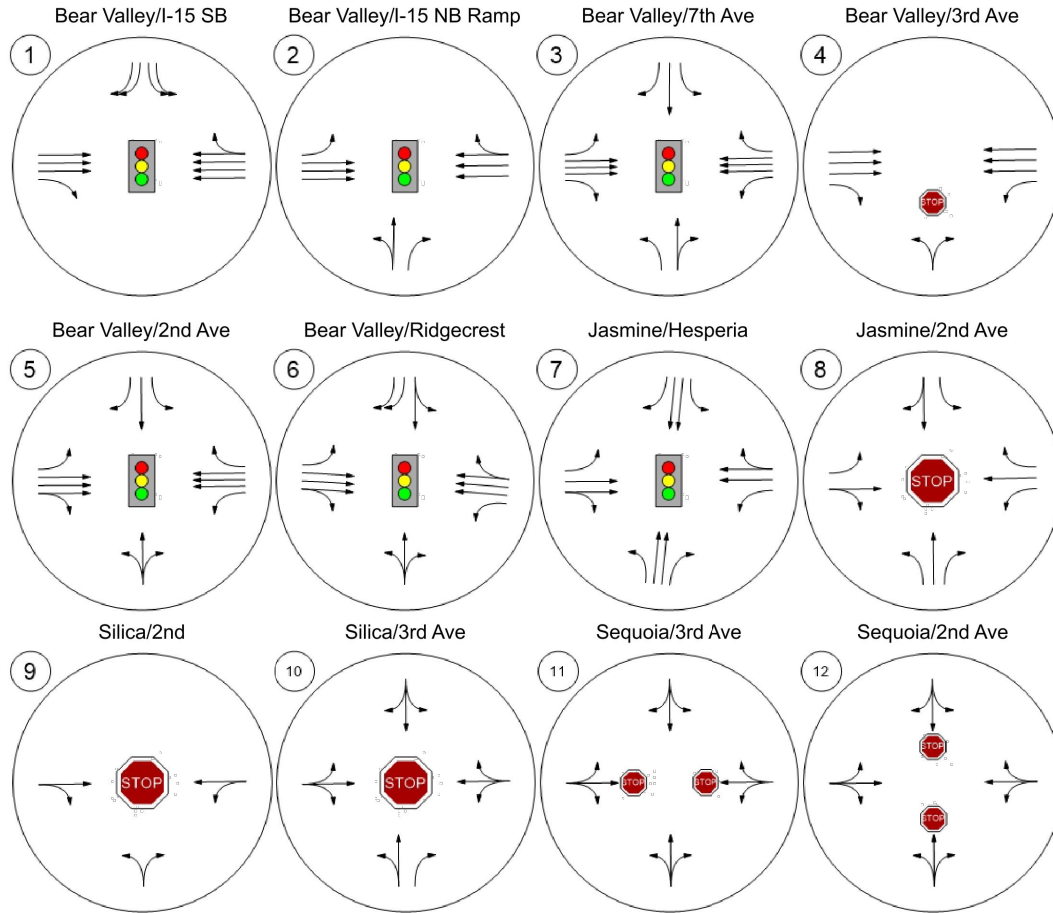 Bear Valley/I-15 SB
Bear Valley/I-15 NB Ramp
Bear Valley/7th Ave
Bear Valley/3rd Ave
1
2
3
4
STOP
Bear Valley/2nd Ave
Bear Valley/Ridgecrest
Jasmine/Hesperia
Jasmine/2nd Ave
5
6
7
8
STOP
Silica/2nd
Silica/3rd Ave
Sequoia/3rd Ave
Sequoia/2nd Ave
9
10
11
12
STOP
STOP
STOP
STOP
STOP
STOP